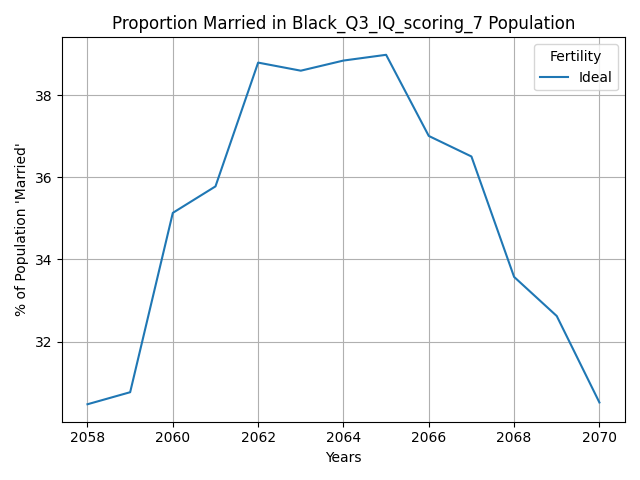 Proportion Married in Black_Q3_IQ_scoring_7 Population
Fertility
Ideal
% of Population 'Married'
38
36
34
32
2058
2060
2062
2064
2066
2068
2070
Years